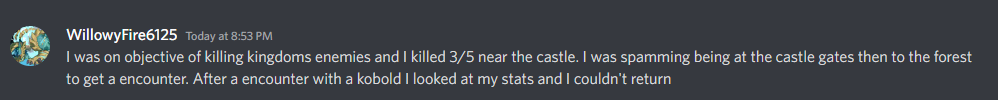 WillowyFire6125 Today at 8:53 PM
I was on objective of killing kingdoms enemies and I killed 3/5 near the castle. I was spamming being at the castle gates then to the forest
to get a encounter. After a encounter with a kobold I looked at my stats and I couldn't return